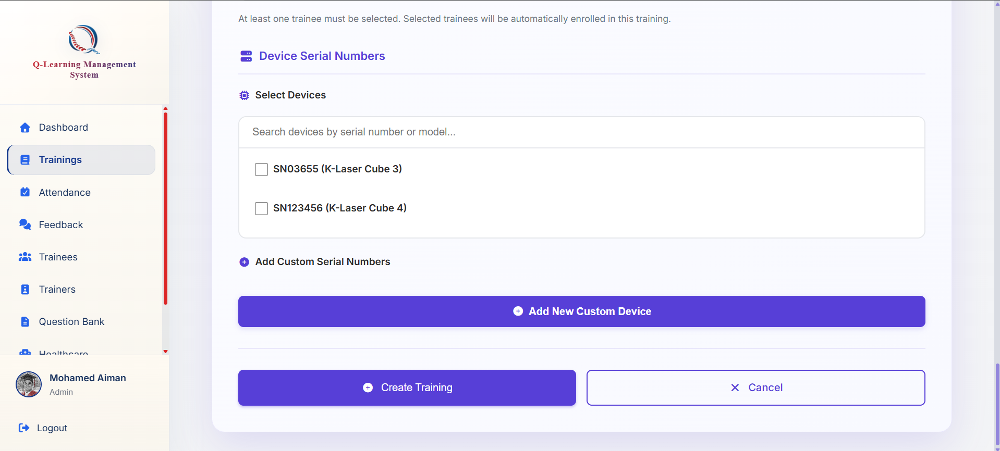 Q-Learning Management
System
Dashboard
Trainings
Attendance
Feedback
Trainees
Trainers
Question Bank
Healthcare
Mohamed Aiman
Admin
Logout
At least one trainee must be selected. Selected trainees will be automatically enrolled in this training.
Device Serial Numbers
Select Devices
Search devices by serial number or model...
SN03655 (K-Laser Cube 3)
SN123456 (K-Laser Cube 4)
Add Custom Serial Numbers
Add New Custom Device
Create Training
Cancel